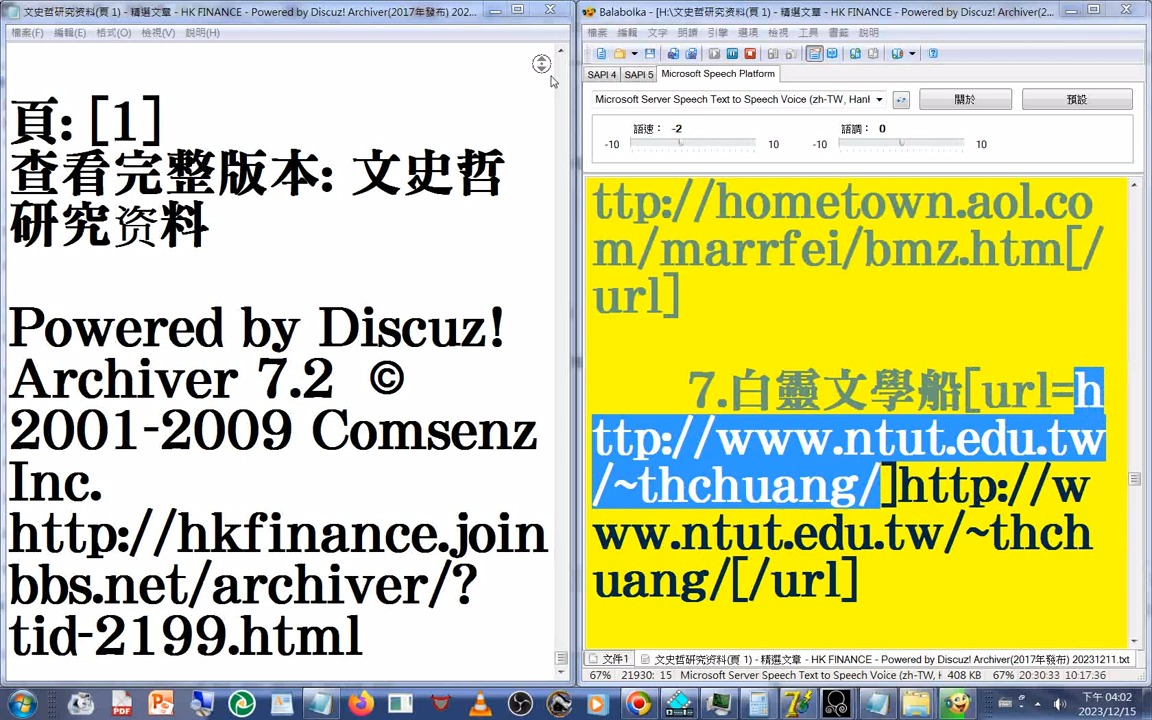 文史哲研究资料(頁 1) - 精選文章 - HK FINANCE - Powered by Discuz! Archiver(2017年發布) 202...
檔案(F) 編輯(E) 格式(O) 檢視(V) 說明(H)
頁: [1]
查看完整版本: 文史哲
研究资料
Powered by Discuz!
Archiver 7.2 ©
2001-2009 Comsenz
Inc.
http://hkfinance.join
bbs.net/archiver/?
tid-2199.html
Balabolka - [H:\文史哲研究资料(頁 1) - 精選文章 - HK FINANCE - Powered by Discuz! Archiver(2...
檔案 編輯 文字 朗讀 引擎 選項 檢視 工具 書籤 說明
SAPI 4 SAPI 5 Microsoft Speech Platform
Microsoft Server Speech Text to Speech Voice (zh-TW, Hanl
關於
預設
語速： -2
語調： 0
-10 10
-10 10
ttp://hometown.aol.co
m/marrfei/bmz.htm[/
url]
7.白靈文學船[url=h
ttp://www.ntut.edu.tw
/~thchuang/]http://w
ww.ntut.edu.tw/~thch
uang/[/url]
文件1 文史哲研究资料(頁 1) - 精選文章 - HK FINANCE - Powered by Discuz! Archiver(2017年發布) 20231211.txt
67% 21930: 15 Microsoft Speech Platform 408 KB 67% 20:30:33 10:17:36
下午 04:02
2023/12/15